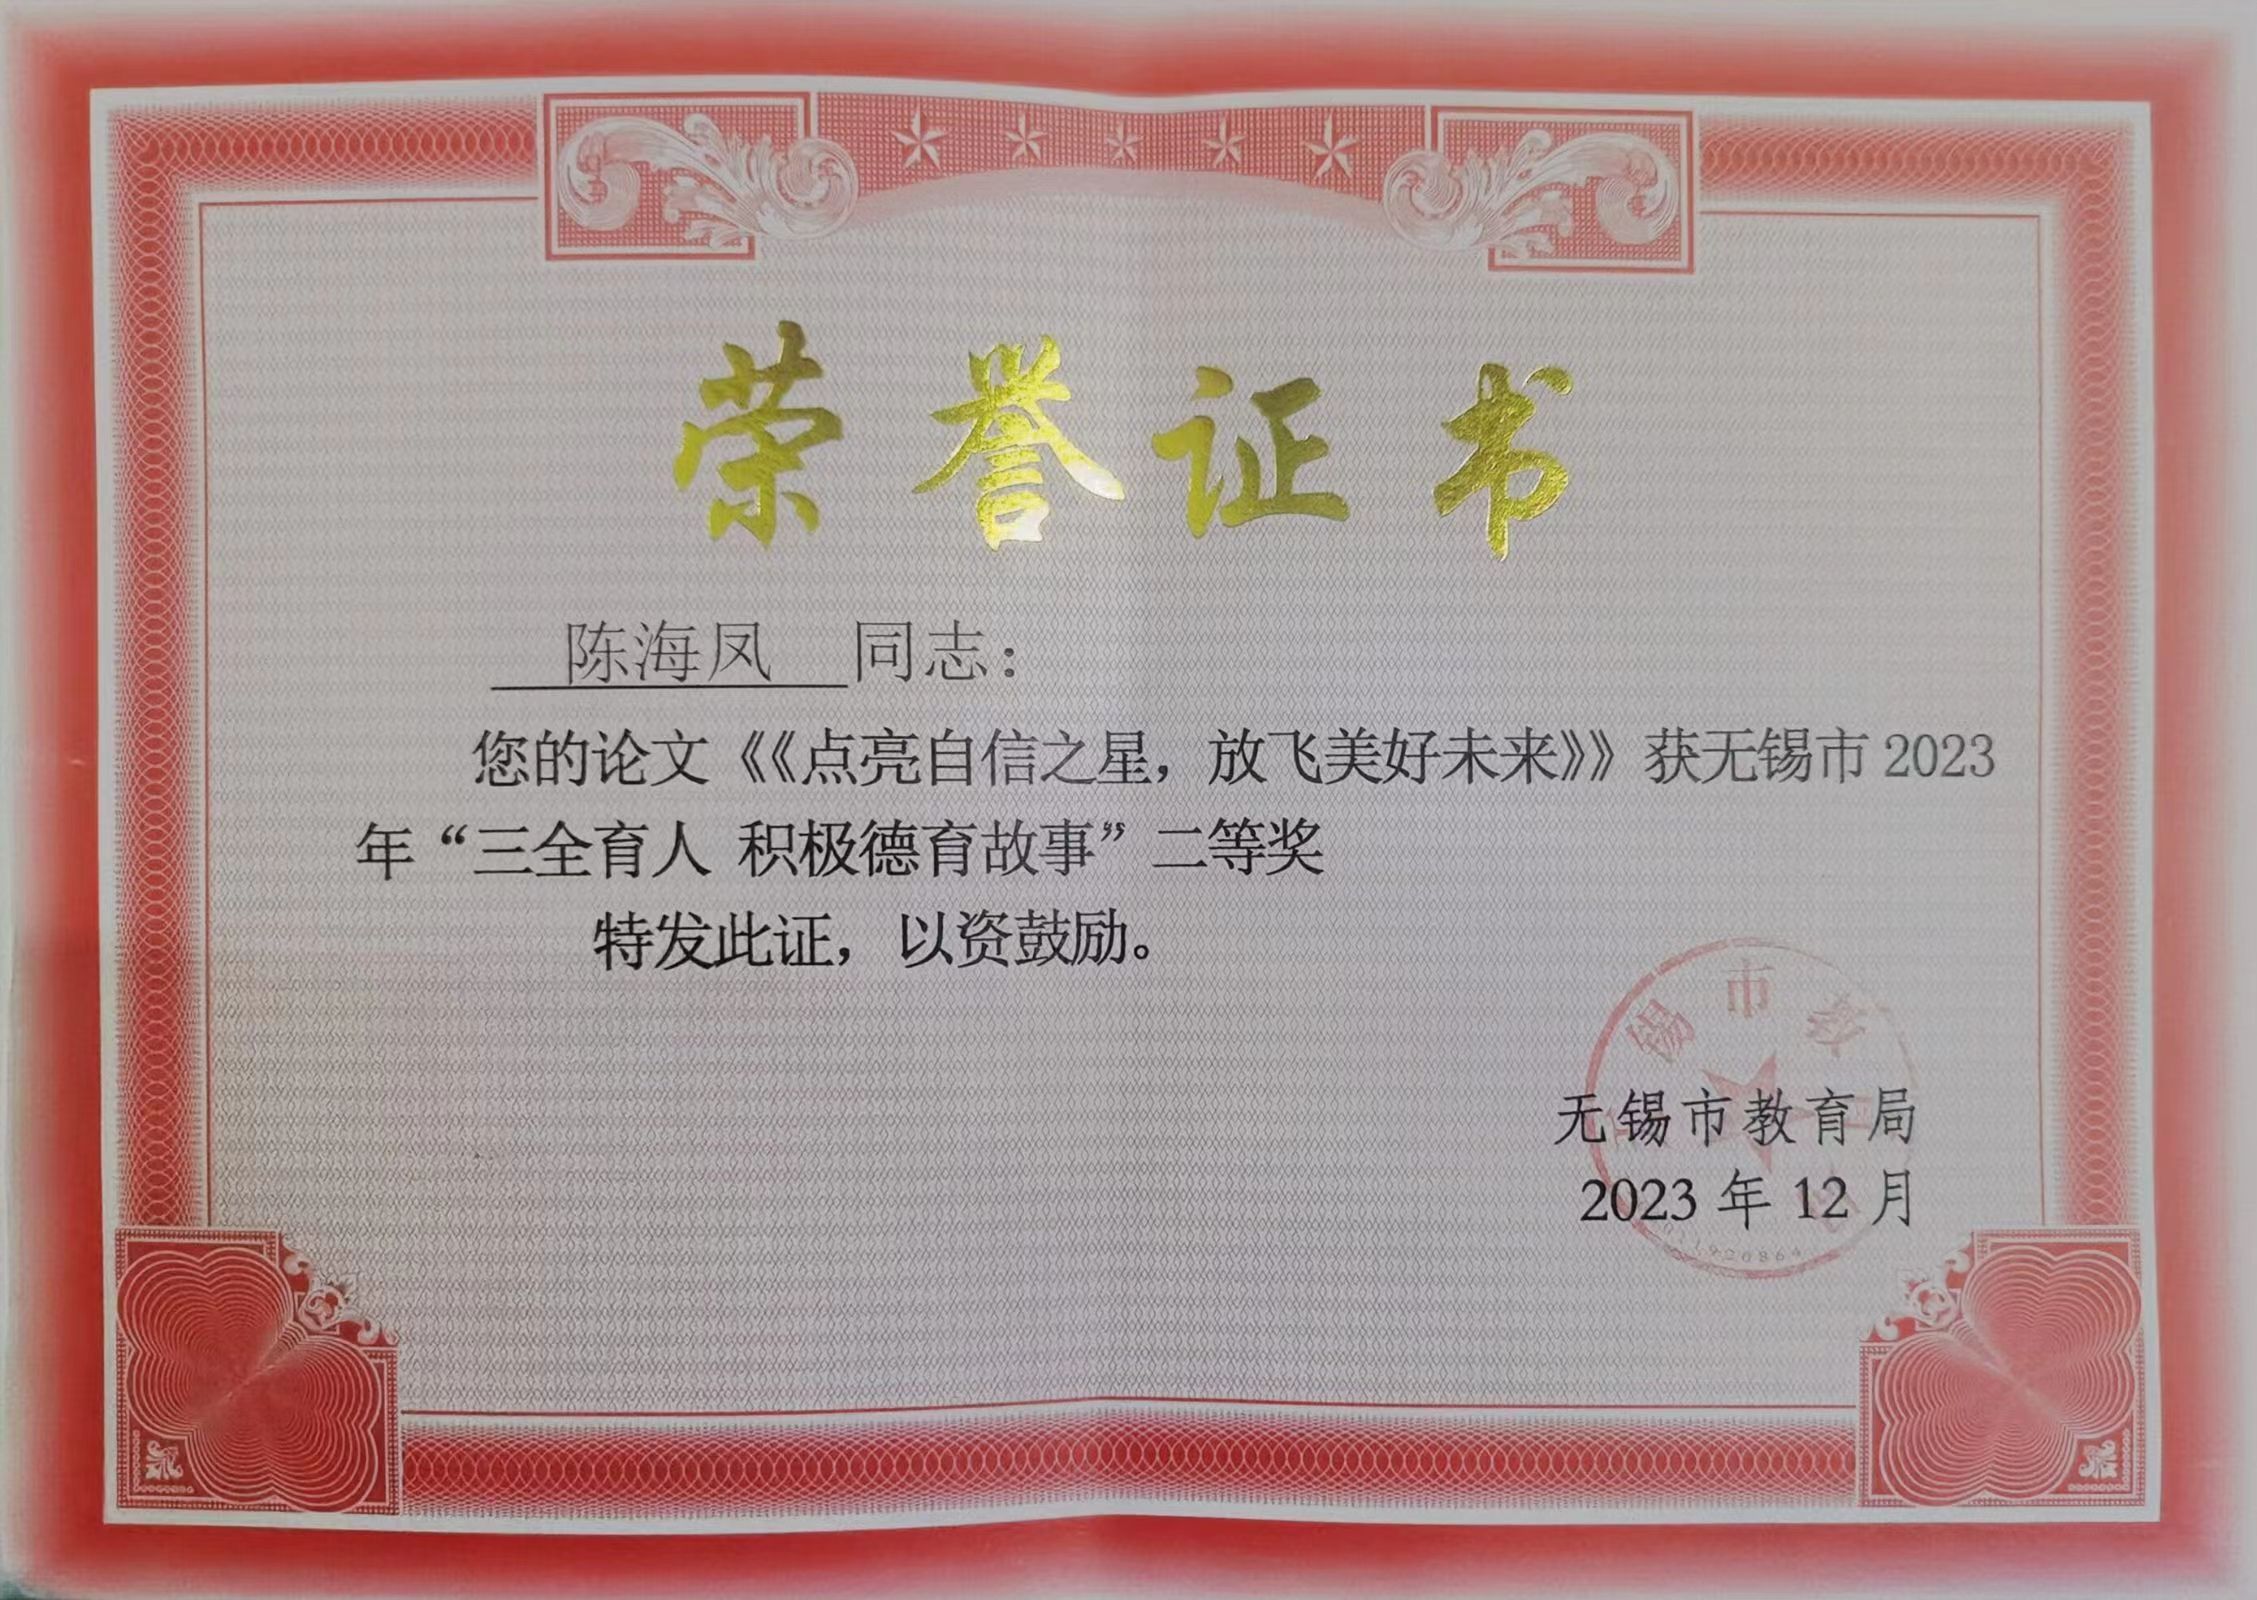 荣誉证书
陈海凤 同志：
您的论文《《点亮自信之星，放飞美好未来》》获无锡市 2023
年“三全育人 积极德育故事”二等奖
特发此证，以资鼓励。
锡市教
无锡市教育局
2023 年 12 月